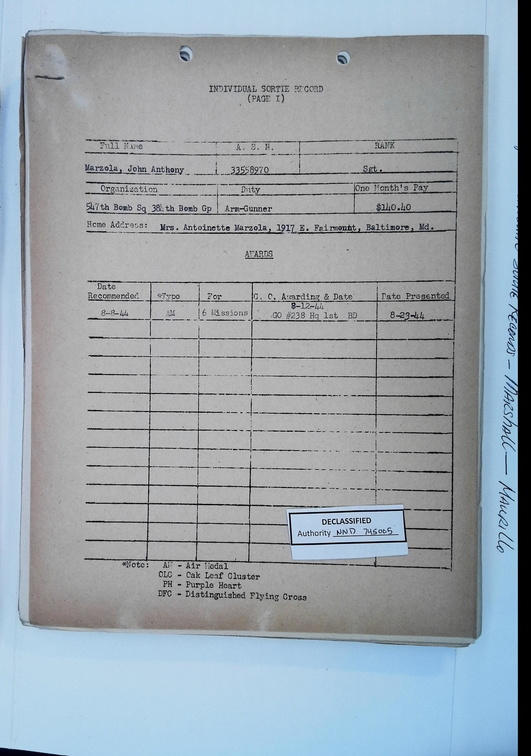 INDIVIDUAL SORTIE RECORD
(PAGE I)
Full Name A. S. N. RANK
Marzola, John Anthony 33558970 Sgt.
Organization Duty One Month's Pay
547th Bomb Sq 384th Bomb Gp Arm-Gunner $140.40
Home Address: Mrs. Antoinette Marzola, 1917 E. Fairmount, Baltimore, Md.
AWARDS
Date
Recommended *Type For G. O. Awarding & Date Date Presented
8-12-44
8-8-44 AM 6 Missions GO #238 Hq 1st BD 8-23-44
DECLASSIFIED
Authority NND 745005
*Note: AM - Air Medal
OLC - Oak Leaf Cluster
PH - Purple Heart
DFC - Distinguished Flying Cross
Records - Marshall -